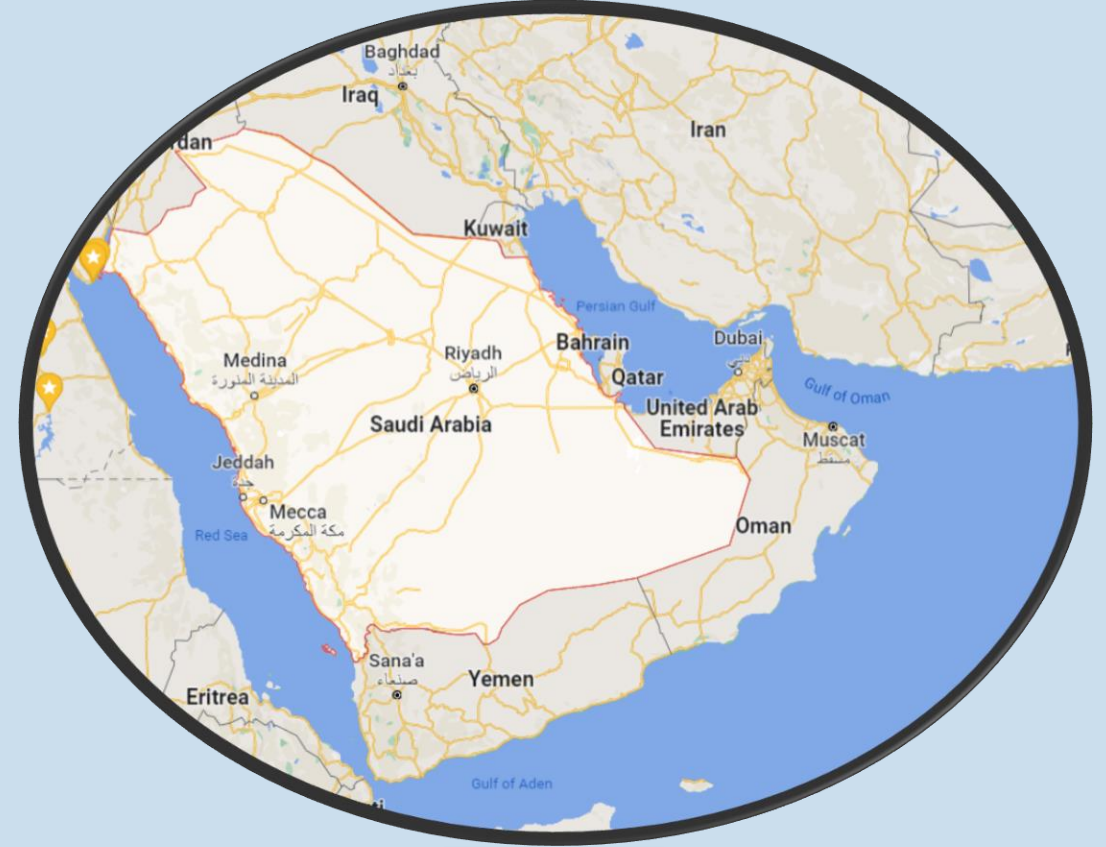 Baghdad
بغداد
Iraq
Iran
dan
Kuwait
Persian Gulf
Bahrain
Dubai
دبي
Qatar
Medina
المدينة المنورة
Riyadh
الرياض
Saudi Arabia
United Arab
Emirates
Gulf of Oman
Muscat
مسقط
Jeddah
جدة
Mecca
مكة المكرمة
Red Sea
Oman
Sana'a
صنعاء
Yemen
Eritrea
Gulf of Aden